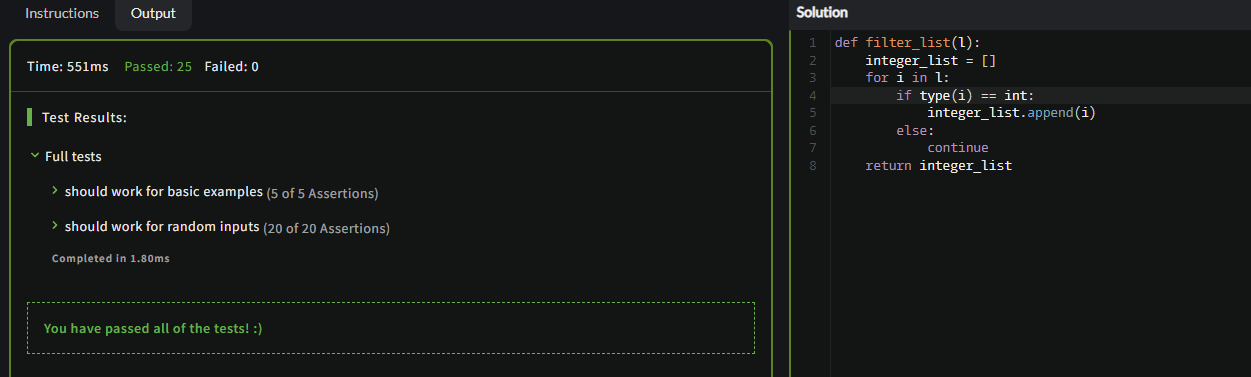 Instructions Output
Time: 551ms Passed: 25 Failed: 0
Test Results:
Full tests
should work for basic examples (5 of 5 Assertions)
should work for random inputs (20 of 20 Assertions)
Completed in 1.80ms
You have passed all of the tests! :)
Solution
1 def filter_list(l):
2     integer_list = []
3     for i in l:
4         if type(i) == int:
5             integer_list.append(i)
6         else:
7             continue
8     return integer_list